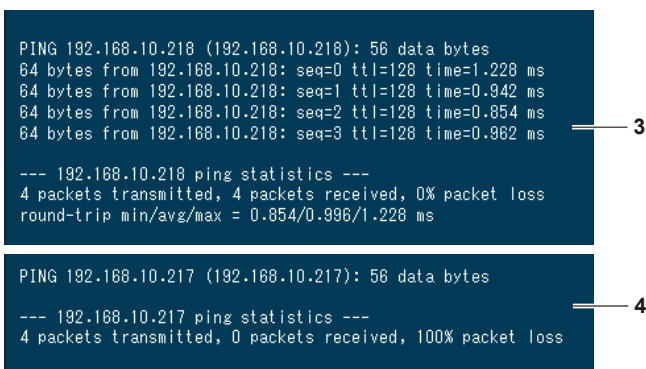 PING 192.168.10.218 (192.168.10.218): 56 data bytes
64 bytes from 192.168.10.218: seq=0 ttl=128 time=1.228 ms
64 bytes from 192.168.10.218: seq=1 ttl=128 time=0.942 ms
64 bytes from 192.168.10.218: seq=2 ttl=128 time=0.854 ms
64 bytes from 192.168.10.218: seq=3 ttl=128 time=0.962 ms
3
--- 192.168.10.218 ping statistics ---
4 packets transmitted, 4 packets received, 0% packet loss
round-trip min/avg/max = 0.854/0.996/1.228 ms
PING 192.168.10.217 (192.168.10.217): 56 data bytes
4
--- 192.168.10.217 ping statistics ---
4 packets transmitted, 0 packets received, 100% packet loss